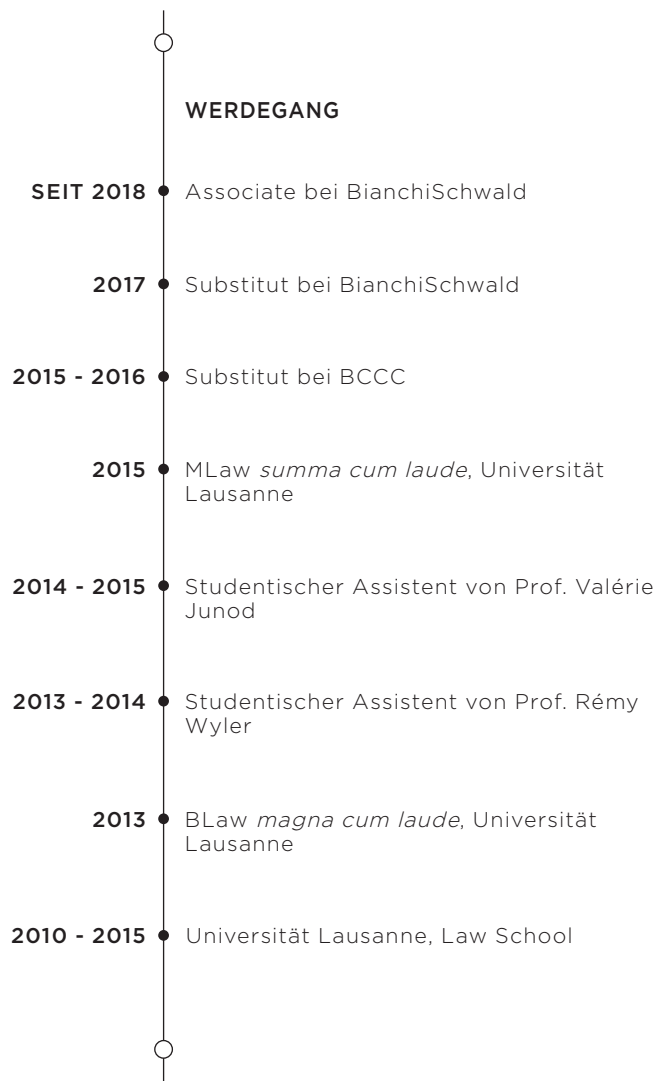 WERDEGANG
SEIT 2018 Associate bei BianchiSchwald
2017 Substitut bei BianchiSchwald
2015 - 2016 Substitut bei BCCC
2015 MLaw summa cum laude, Universität
Lausanne
2014 - 2015 Studentischer Assistent von Prof. Valérie
Junod
2013 - 2014 Studentischer Assistent von Prof. Rémy
Wyler
2013 BLaw magna cum laude, Universität
Lausanne
2010 - 2015 Universität Lausanne, Law School